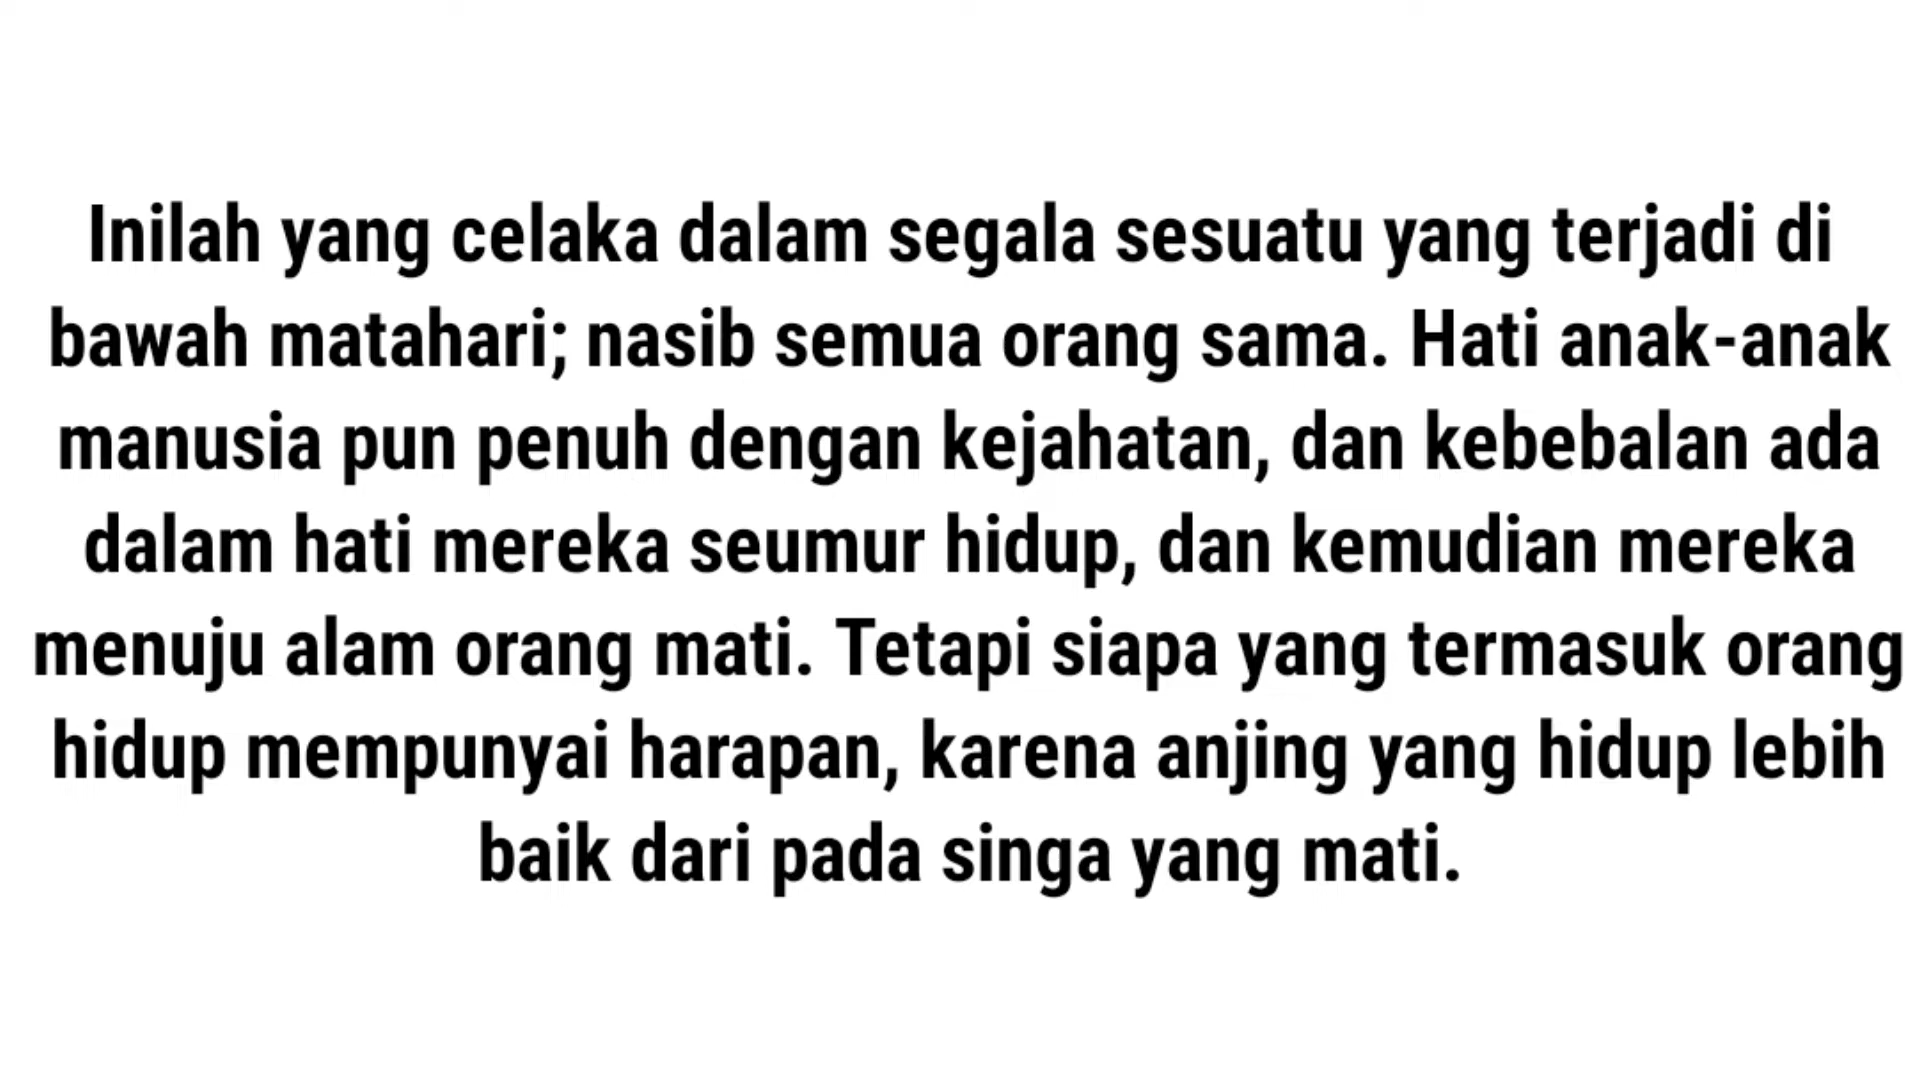 Inilah yang celaka dalam segala sesuatu yang terjadi di
bawah matahari; nasib semua orang sama. Hati anak-anak
manusia pun penuh dengan kejahatan, dan kebebalan ada
dalam hati mereka seumur hidup, dan kemudian mereka
menuju alam orang mati. Tetapi siapa yang termasuk orang
hidup mempunyai harapan, karena anjing yang hidup lebih
baik dari pada singa yang mati.